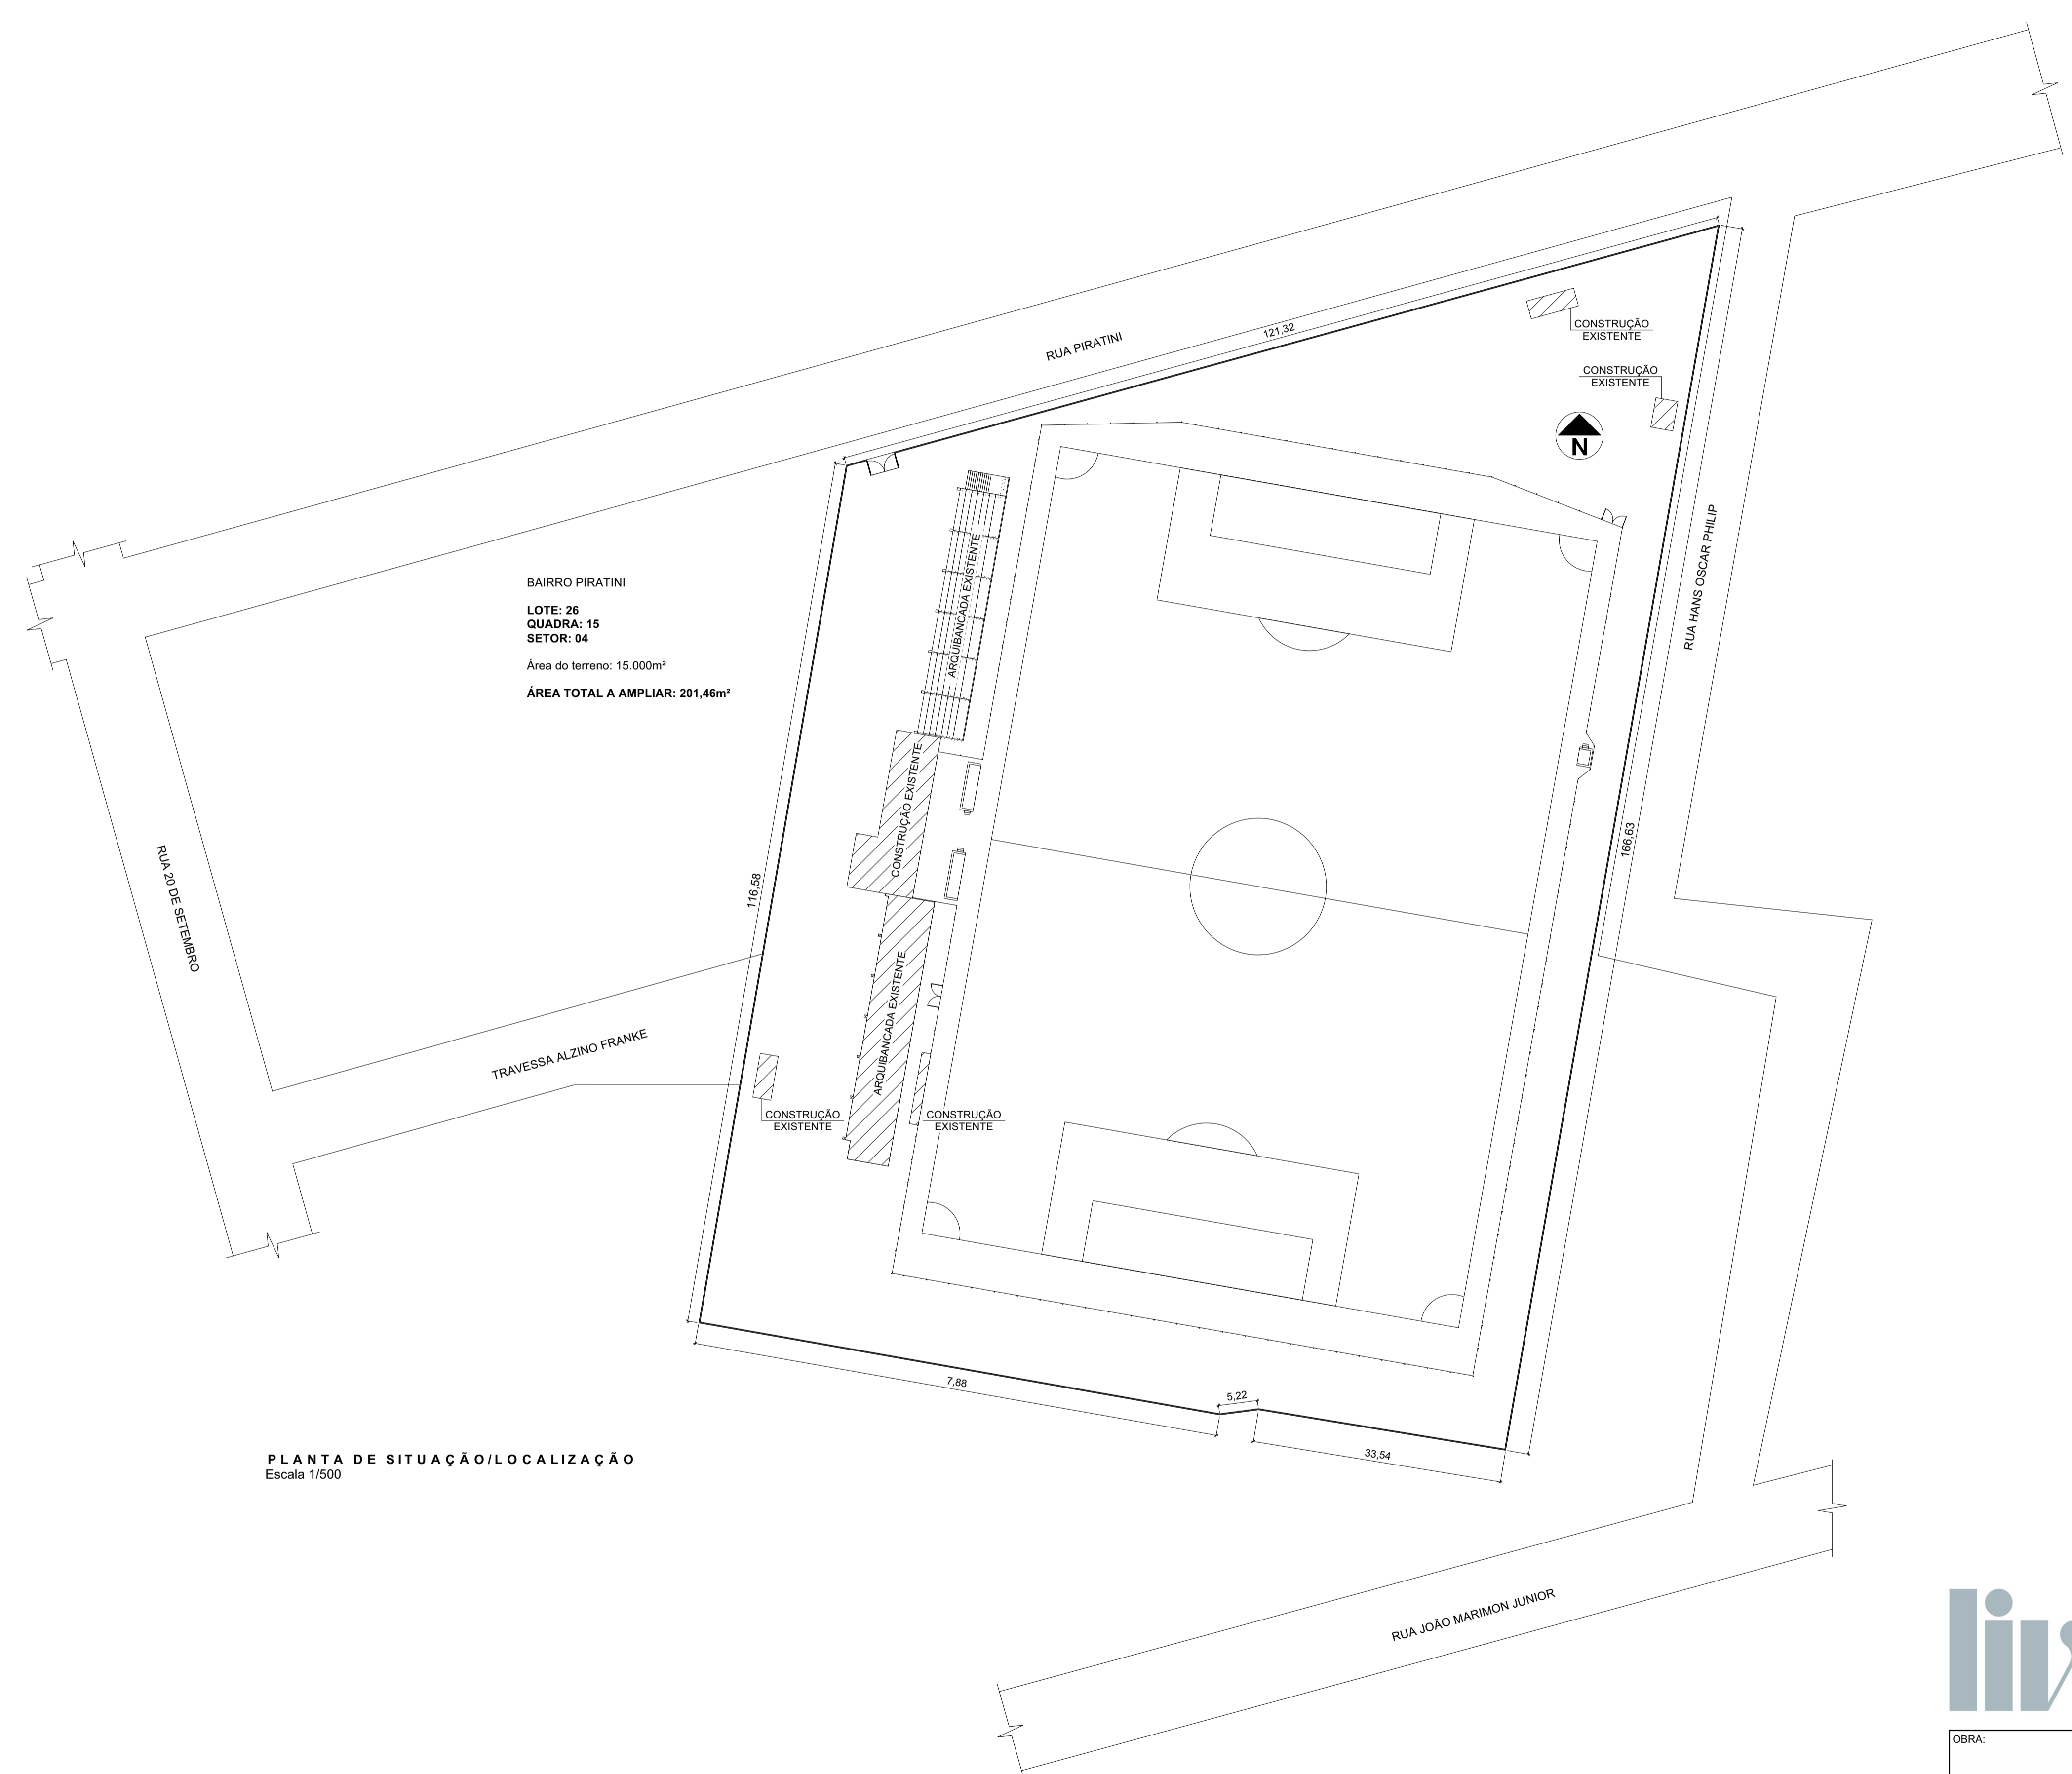 RUA PIRATINI
121,32
CONSTRUÇÃO
EXISTENTE
CONSTRUÇÃO
EXISTENTE
N
RUA HANS OSCAR PHILIP
BAIRRO PIRATINI
LOTE: 26
QUADRA: 15
SETOR: 04
Área do terreno: 15.000m²
ÁREA TOTAL A AMPLIAR: 201,46m²
ARQUIBANCADA EXISTENTE
CONSTRUÇÃO EXISTENTE
166,63
116,58
RUA 20 DE SETEMBRO
ARQUIBANCADA EXISTENTE
TRAVESSA ALZINO FRANKE
CONSTRUÇÃO
EXISTENTE
CONSTRUÇÃO
EXISTENTE
7,88
5,22
33,54
PLANTA DE SITUAÇÃO/LOCALIZAÇÃO
Escala 1/500
RUA JOÃO MARIMON JUNIOR
OBRA: